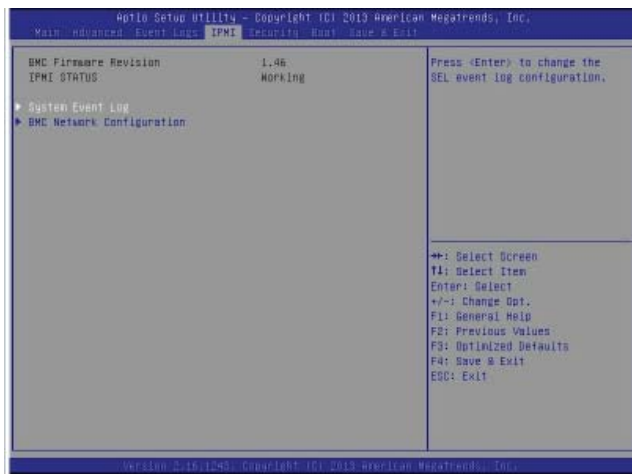 Aptio Setup Utility – Copyright (C) 2013 American Megatrends, Inc.
Main Advanced Event Logs IPMI Security Boot Save & Exit
BMC Firmware Revision 1.46
IPMI STATUS Working
▶ System Event Log
▶ BMC Network Configuration
Press <Enter> to change the
SEL event log configuration.
→←: Select Screen
↑↓: Select Item
Enter: Select
+/-: Change Opt.
F1: General Help
F2: Previous Values
F3: Optimized Defaults
F4: Save & Exit
ESC: Exit
Version 2.16.1243. Copyright (C) 2013 American Megatrends, Inc.